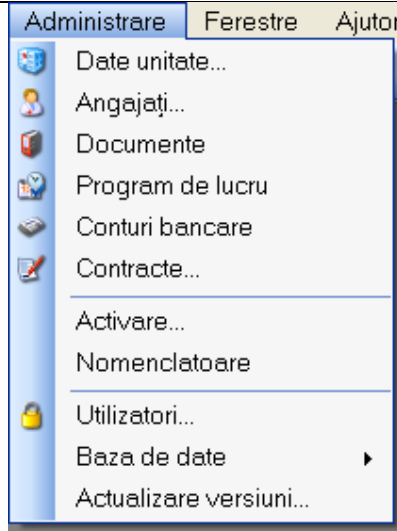 Administrare Ferestre Ajutor
Date unitate...
Angajaţi...
Documente
Program de lucru
Conturi bancare
Contracte...
Activare...
Nomenclatoare
Utilizatori...
Baza de date
Actualizare versiuni...